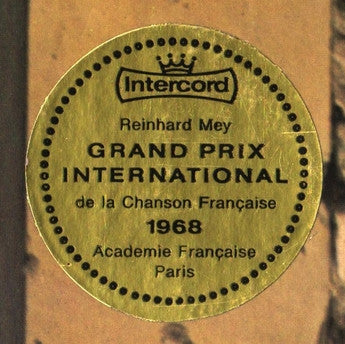 Intercord
Reinhard Mey
GRAND PRIX
INTERNATIONAL
de la Chanson Française
1968
Academie Française
Paris